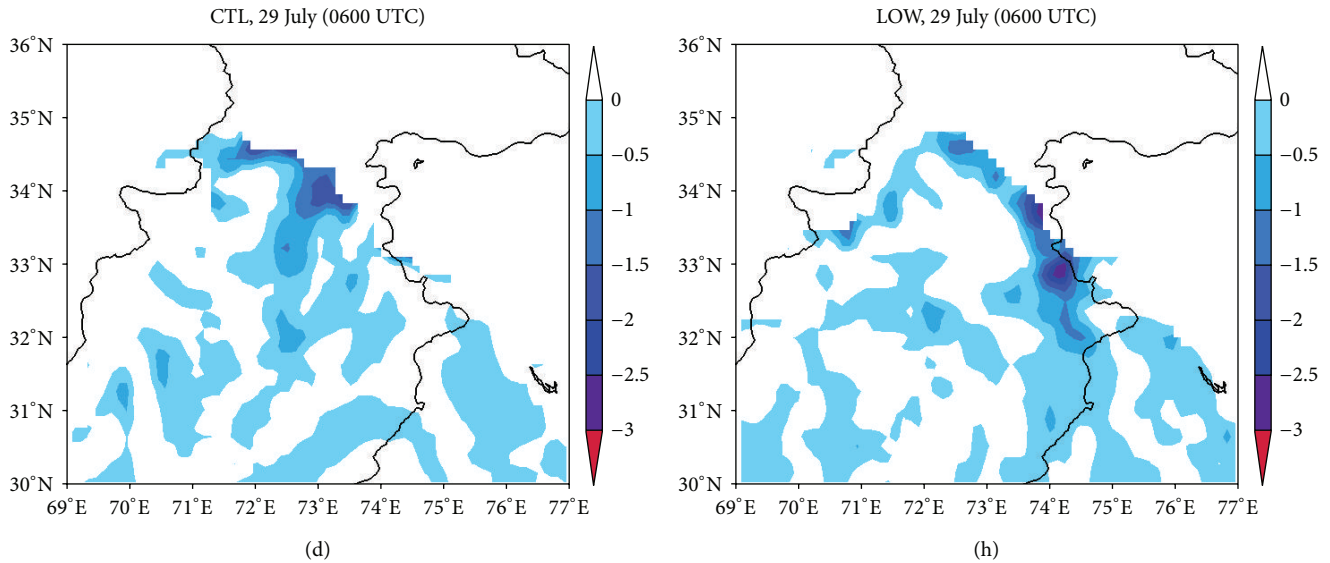 CTL, 29 July (0600 UTC)
36°N
35°N
34°N
33°N
32°N
31°N
30°N
69°E 70°E 71°E 72°E 73°E 74°E 75°E 76°E 77°E
0
−0.5
−1
−1.5
−2
−2.5
−3
(d)
LOW, 29 July (0600 UTC)
36°N
35°N
34°N
33°N
32°N
31°N
30°N
69°E 70°E 71°E 72°E 73°E 74°E 75°E 76°E 77°E
0
−0.5
−1
−1.5
−2
−2.5
−3
(h)